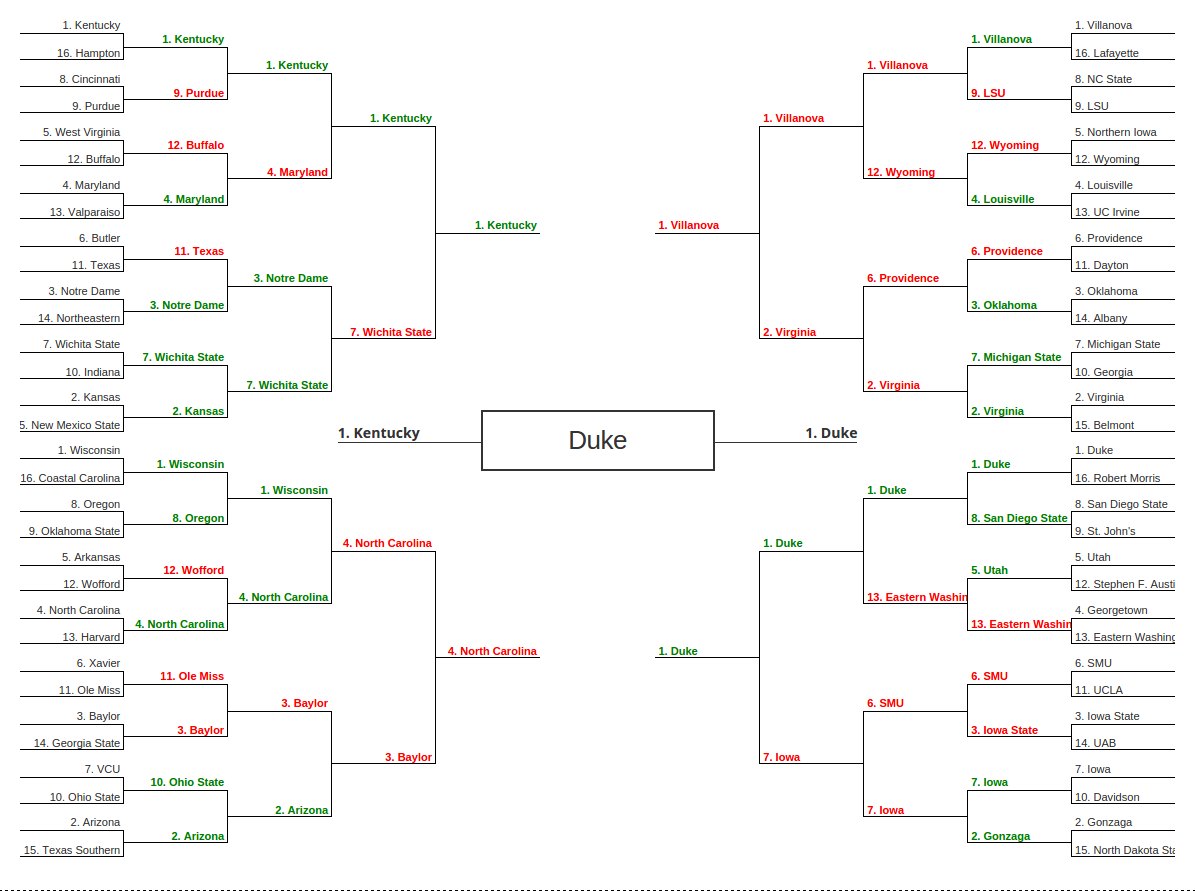 1. Kentucky
16. Hampton
8. Cincinnati
9. Purdue
5. West Virginia
12. Buffalo
4. Maryland
13. Valparaiso
6. Butler
11. Texas
3. Notre Dame
14. Northeastern
7. Wichita State
10. Indiana
2. Kansas
5. New Mexico State
1. Wisconsin
16. Coastal Carolina
8. Oregon
9. Oklahoma State
5. Arkansas
12. Wofford
4. North Carolina
13. Harvard
6. Xavier
11. Ole Miss
3. Baylor
14. Georgia State
7. VCU
10. Ohio State
2. Arizona
15. Texas Southern
1. Kentucky
9. Purdue
12. Buffalo
4. Maryland
11. Texas
3. Notre Dame
7. Wichita State
2. Kansas
1. Wisconsin
8. Oregon
12. Wofford
4. North Carolina
11. Ole Miss
3. Baylor
10. Ohio State
2. Arizona
1. Kentucky
4. Maryland
3. Notre Dame
7. Wichita State
1. Wisconsin
4. North Carolina
3. Baylor
2. Arizona
1. Kentucky
7. Wichita State
4. North Carolina
3. Baylor
1. Kentucky
4. North Carolina
1. Kentucky
Duke
1. Duke
1. Villanova
1. Duke
1. Villanova
2. Virginia
1. Duke
7. Iowa
1. Villanova
12. Wyoming
6. Providence
2. Virginia
1. Duke
13. Eastern Washin
6. SMU
7. Iowa
1. Villanova
9. LSU
12. Wyoming
4. Louisville
6. Providence
3. Oklahoma
7. Michigan State
2. Virginia
1. Duke
8. San Diego State
5. Utah
13. Eastern Washin
6. SMU
3. Iowa State
7. Iowa
2. Gonzaga
1. Villanova
16. Lafayette
8. NC State
9. LSU
5. Northern Iowa
12. Wyoming
4. Louisville
13. UC Irvine
6. Providence
11. Dayton
3. Oklahoma
14. Albany
7. Michigan State
10. Georgia
2. Virginia
15. Belmont
1. Duke
16. Robert Morris
8. San Diego State
9. St. John's
5. Utah
12. Stephen F. Austi
4. Georgetown
13. Eastern Washing
6. SMU
11. UCLA
3. Iowa State
14. UAB
7. Iowa
10. Davidson
2. Gonzaga
15. North Dakota Sta